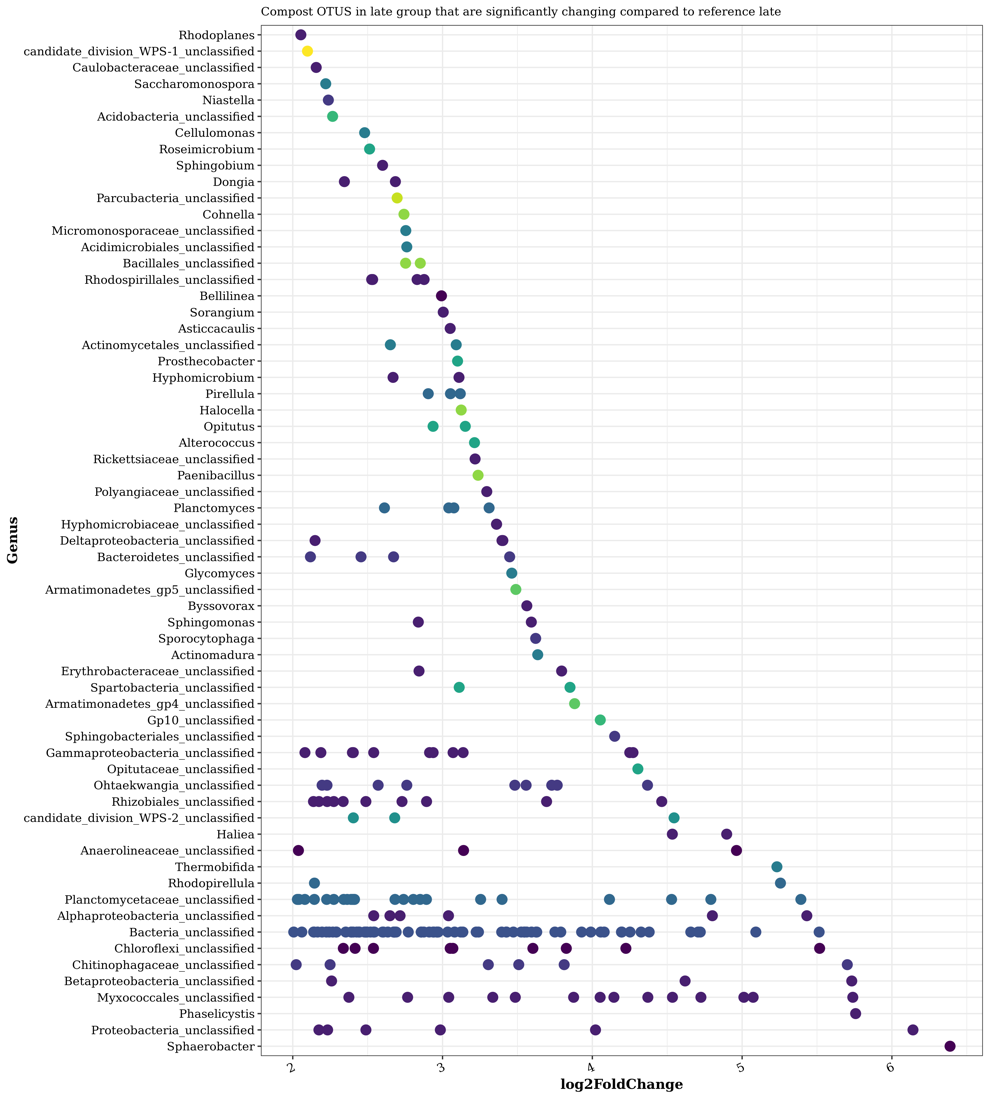 Compost OTUS in late group that are significantly changing compared to reference late
Rhodoplanes
candidate_division_WPS-1_unclassified
Caulobacteraceae_unclassified
Saccharomonospora
Niastella
Acidobacteria_unclassified
Cellulomonas
Roseimicrobium
Sphingobium
Dongia
Parcubacteria_unclassified
Cohnella
Micromonosporaceae_unclassified
Acidimicrobiales_unclassified
Bacillales_unclassified
Rhodospirillales_unclassified
Bellilinea
Sorangium
Asticcacaulis
Actinomycetales_unclassified
Prosthecobacter
Hyphomicrobium
Pirellula
Halocella
Opitutus
Alterococcus
Rickettsiaceae_unclassified
Paenibacillus
Polyangiaceae_unclassified
Planctomyces
Hyphomicrobiaceae_unclassified
Deltaproteobacteria_unclassified
Bacteroidetes_unclassified
Glycomyces
Armatimonadetes_gp5_unclassified
Byssovorax
Sphingomonas
Sporocytophaga
Actinomadura
Erythrobacteraceae_unclassified
Spartobacteria_unclassified
Armatimonadetes_gp4_unclassified
Gp10_unclassified
Sphingobacteriales_unclassified
Gammaproteobacteria_unclassified
Opitutaceae_unclassified
Ohtaekwangia_unclassified
Rhizobiales_unclassified
candidate_division_WPS-2_unclassified
Haliea
Anaerolineaceae_unclassified
Thermobifida
Rhodopirellula
Planctomycetaceae_unclassified
Alphaproteobacteria_unclassified
Bacteria_unclassified
Chloroflexi_unclassified
Chitinophagaceae_unclassified
Betaproteobacteria_unclassified
Myxococcales_unclassified
Phaselicystis
Proteobacteria_unclassified
Sphaerobacter
Genus
2 3 4 5 6
log2FoldChange